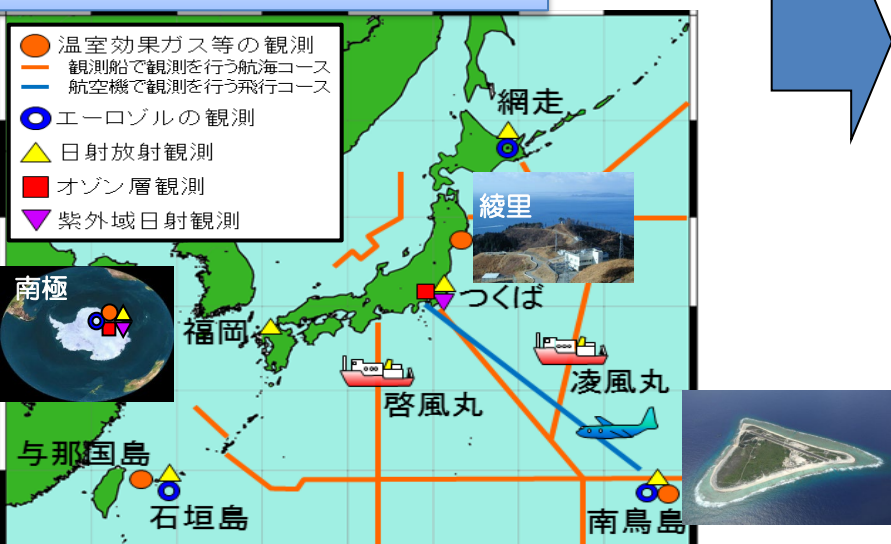 温室効果ガス等の観測
観測船で観測を行う航海コース
航空機で観測を行う飛行コース
エーロゾルの観測
日射放射観測
オゾン層観測
紫外域日射観測
網走
綾里
南極
つくば
福岡
凌風丸
啓風丸
与那国島
石垣島
南鳥島